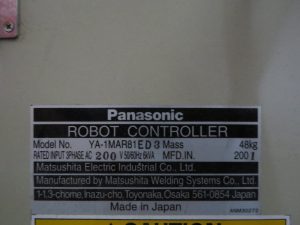 Panasonic
ROBOT CONTROLLER
Model No. YA-1MAR81ED3 Mass 48kg
RATED INPUT 3PHASE AC 200 V 50/60Hz 6kVA MFD.IN. 2001
Matsushita Electric Industrial Co., Ltd.
Manufactured by Matsushita Welding Systems Co., Ltd.
1-1,3-chome, Inazu-cho, Toyonaka, Osaka 561-0854 Japan
Made in Japan
CAUTION